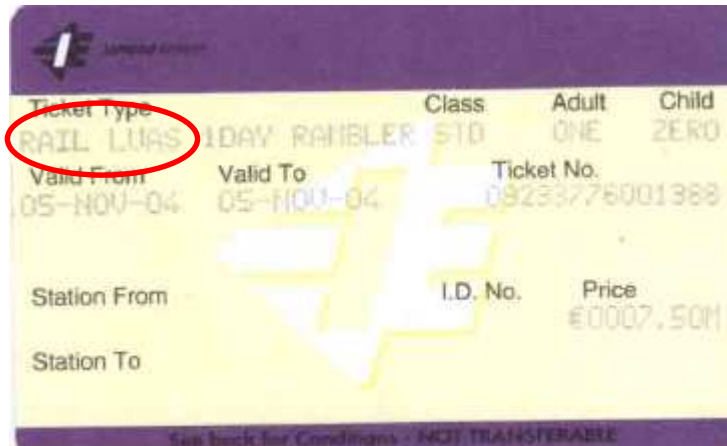 Ticket Type Class Adult Child
RAIL LUAS 1DAY RAMBLER STD ONE ZERO
Valid From Valid To Ticket No.
05-NOV-04 05-NOV-04 09233776001388
Station From I.D. No. Price
€0007.50M
Station To
See back for Conditions - NOT TRANSFERABLE